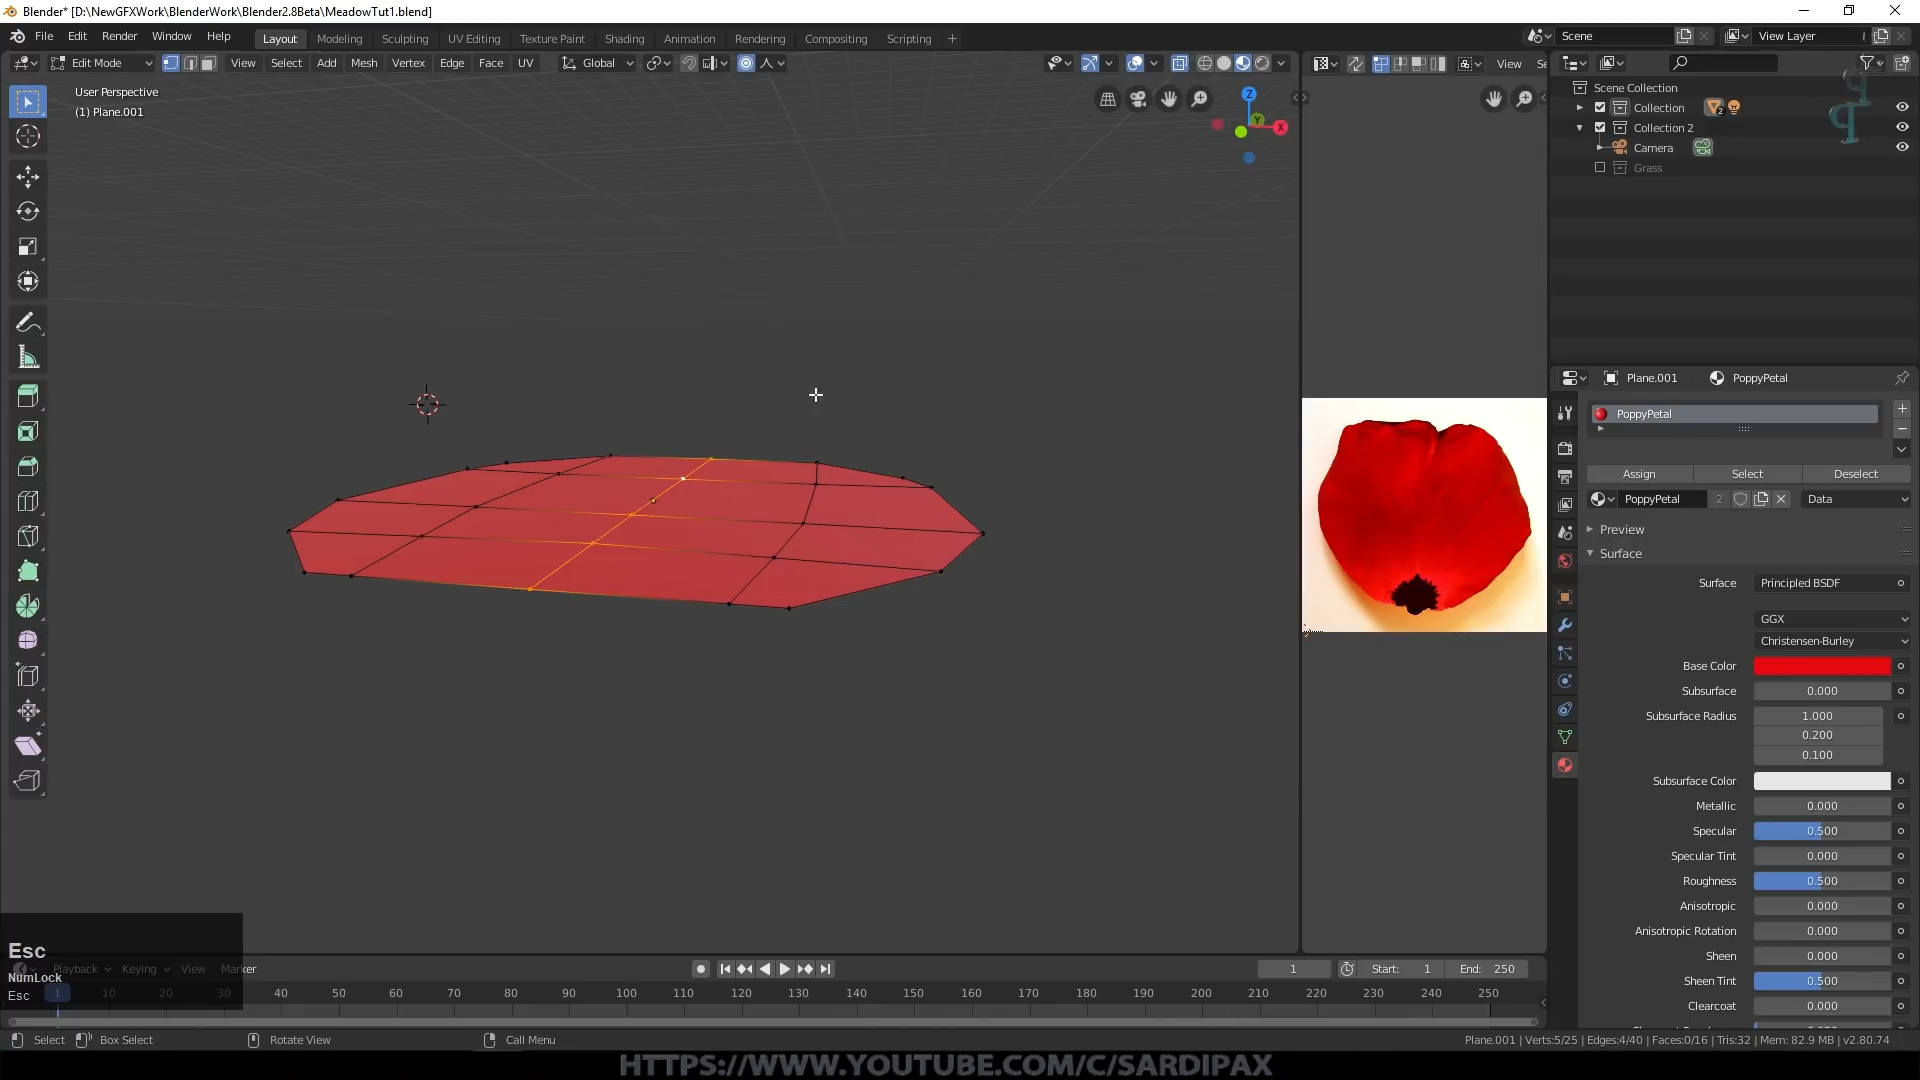 Blender* [D:\NewGFXWork\BlenderWork\Blender2.8Beta\MeadowTut1.blend]
File Edit Render Window Help Layout Modeling Sculpting UV Editing Texture Paint Shading Animation Rendering Compositing Scripting + Scene View Layer
Edit Mode View Select Add Mesh Vertex Edge Face UV Global View
User Perspective
(1) Plane.001
Z
Y
X
Scene Collection
Collection 2
Collection 2
Camera
Grass
Plane.001 PoppyPetal
PoppyPetal
Assign Select Deselect
PoppyPetal 2 Data
Preview
Surface
Surface Principled BSDF
GGX
Christensen-Burley
Base Color
Subsurface 0.000
Subsurface Radius 1.000
0.200
0.100
Subsurface Color
Metallic 0.000
Specular 0.500
Specular Tint 0.000
Roughness 0.500
Anisotropic 0.000
Anisotropic Rotation 0.000
Sheen 0.000
Sheen Tint 0.500
Clearcoat 0.000
Esc
NumLock
Esc
Playback Keying View Marker 1 Start: 1 End: 250
1 10 20 30 40 50 60 70 80 90 100 110 120 130 140 150 160 170 180 190 200 210 220 230 240 250
Select Box Select Rotate View Call Menu Plane.001 | Verts:5/25 | Edges:4/40 | Faces:0/16 | Tris:32 | Mem: 82.9 MB | v2.80.74
HTTPS://WWW.YOUTUBE.COM/C/SARDIPAX